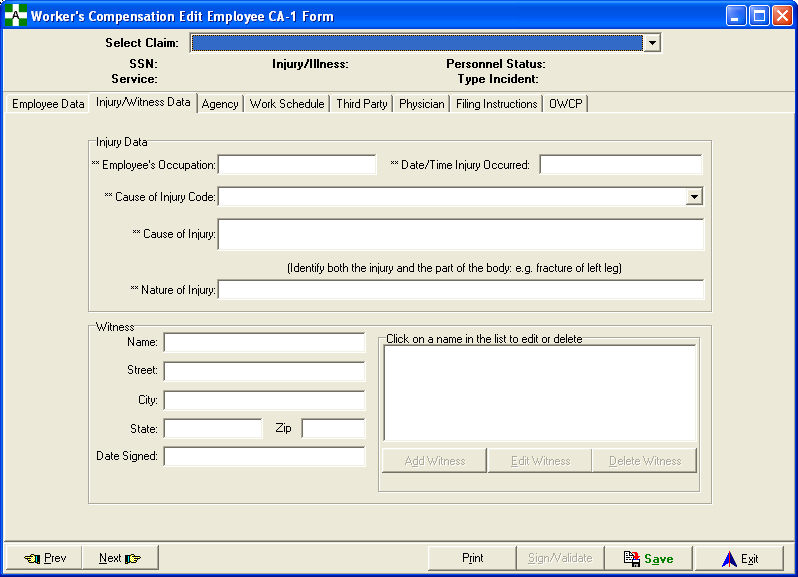 Worker's Compensation Edit Employee CA-1 Form
Select Claim:
SSN: Injury/Illness: Personnel Status:
Service: Type Incident:
Employee Data Injury/Witness Data Agency Work Schedule Third Party Physician Filing Instructions OWCP
Injury Data
** Employee's Occupation: ** Date/Time Injury Occurred:
** Cause of Injury Code:
** Cause of Injury:
(Identify both the injury and the part of the body: e.g. fracture of left leg)
** Nature of Injury:
Witness
Name:
Street:
City:
State: Zip
Date Signed:
Click on a name in the list to edit or delete
Add Witness Edit Witness Delete Witness
Prev Next Print Sign/Validate Save Exit